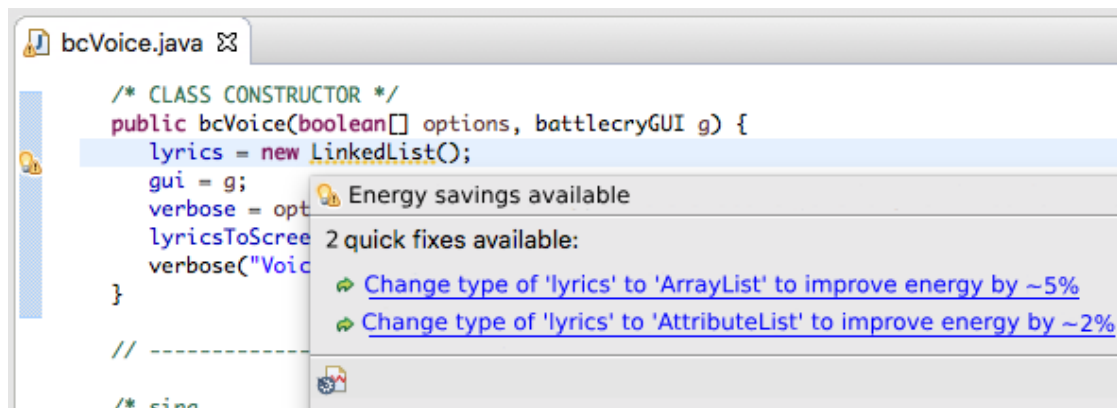 bcVoice.java
/* CLASS CONSTRUCTOR */
public bcVoice(boolean[] options, battlecryGUI g) {
lyrics = new LinkedList();
gui = g;
verbose = opt
lyricsToScree
verbose("Voic
}
// --------------
/* sing
Energy savings available
2 quick fixes available:
Change type of 'lyrics' to 'ArrayList' to improve energy by ~5%
Change type of 'lyrics' to 'AttributeList' to improve energy by ~2%